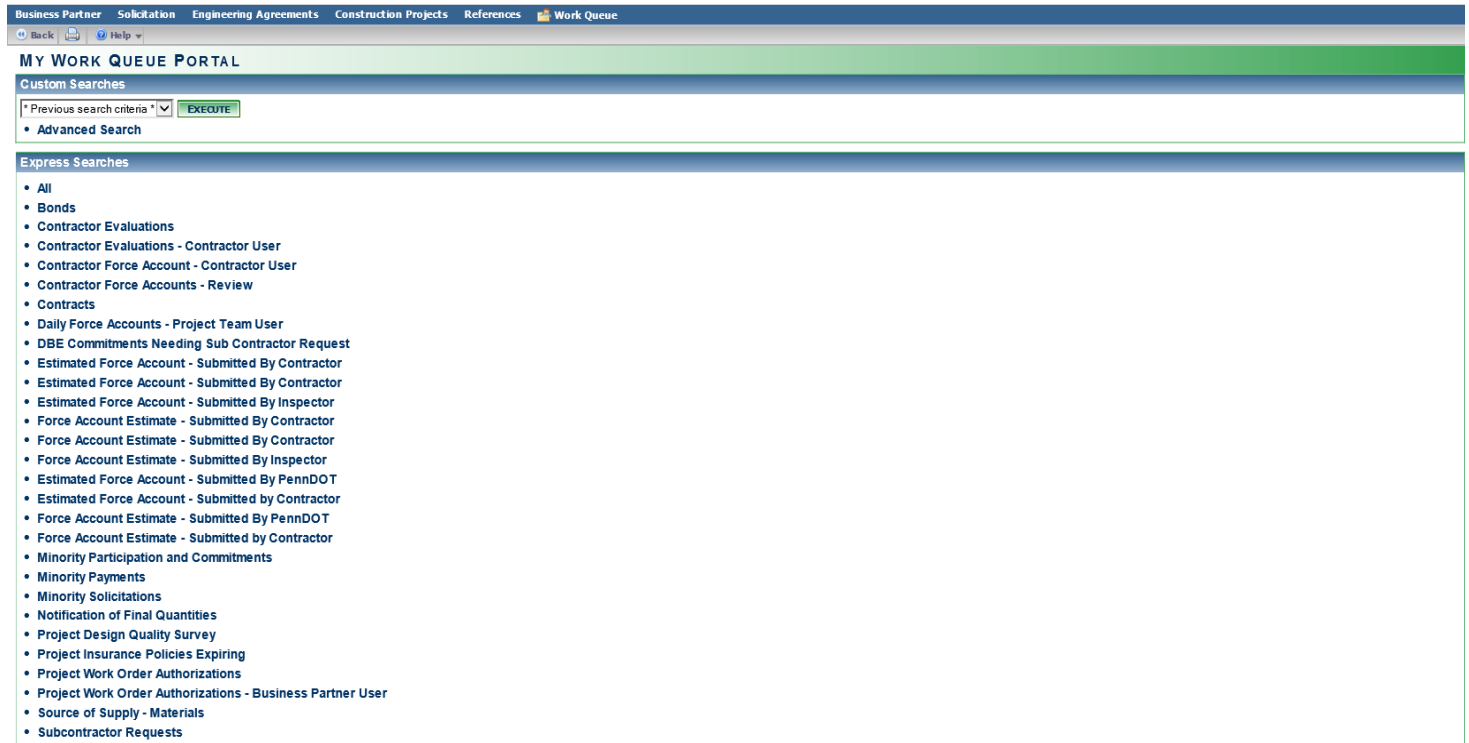 Business Partner Solicitation Engineering Agreements Construction Projects References Work Queue
Back Help
MY WORK QUEUE PORTAL
Custom Searches
* Previous search criteria * EXECUTE
• Advanced Search
Express Searches
• All
• Bonds
• Contractor Evaluations
• Contractor Evaluations - Contractor User
• Contractor Force Account - Contractor User
• Contractor Force Accounts - Review
• Contracts
• Daily Force Accounts - Project Team User
• DBE Commitments Needing Sub Contractor Request
• Estimated Force Account - Submitted By Contractor
• Estimated Force Account - Submitted By Contractor
• Estimated Force Account - Submitted By Inspector
• Force Account Estimate - Submitted By Contractor
• Force Account Estimate - Submitted By Contractor
• Force Account Estimate - Submitted By Inspector
• Estimated Force Account - Submitted By PennDOT
• Estimated Force Account - Submitted by Contractor
• Force Account Estimate - Submitted By PennDOT
• Force Account Estimate - Submitted by Contractor
• Minority Participation and Commitments
• Minority Payments
• Minority Solicitations
• Notification of Final Quantities
• Project Design Quality Survey
• Project Insurance Policies Expiring
• Project Work Order Authorizations
• Project Work Order Authorizations - Business Partner User
• Source of Supply - Materials
• Subcontractor Requests